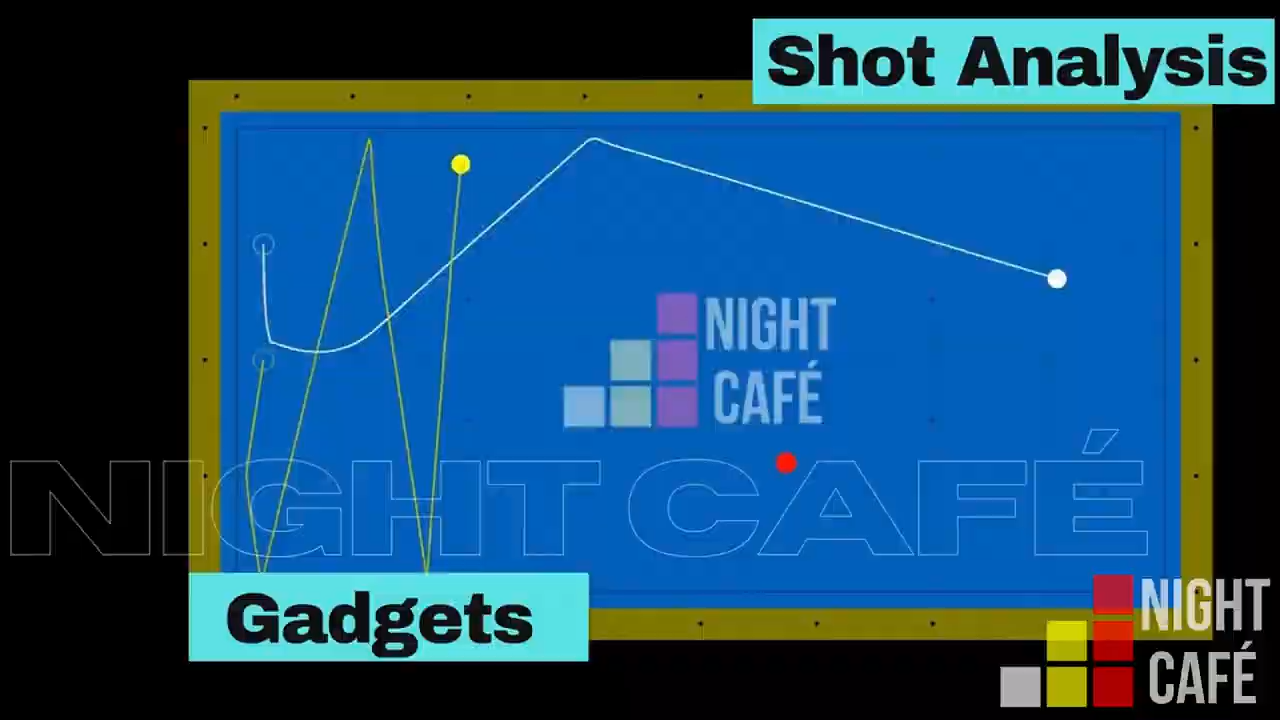 Shot Analysis
NIGHT
CAFÉ
NIGHT CAFÉ
Gadgets
NIGHT
CAFÉ